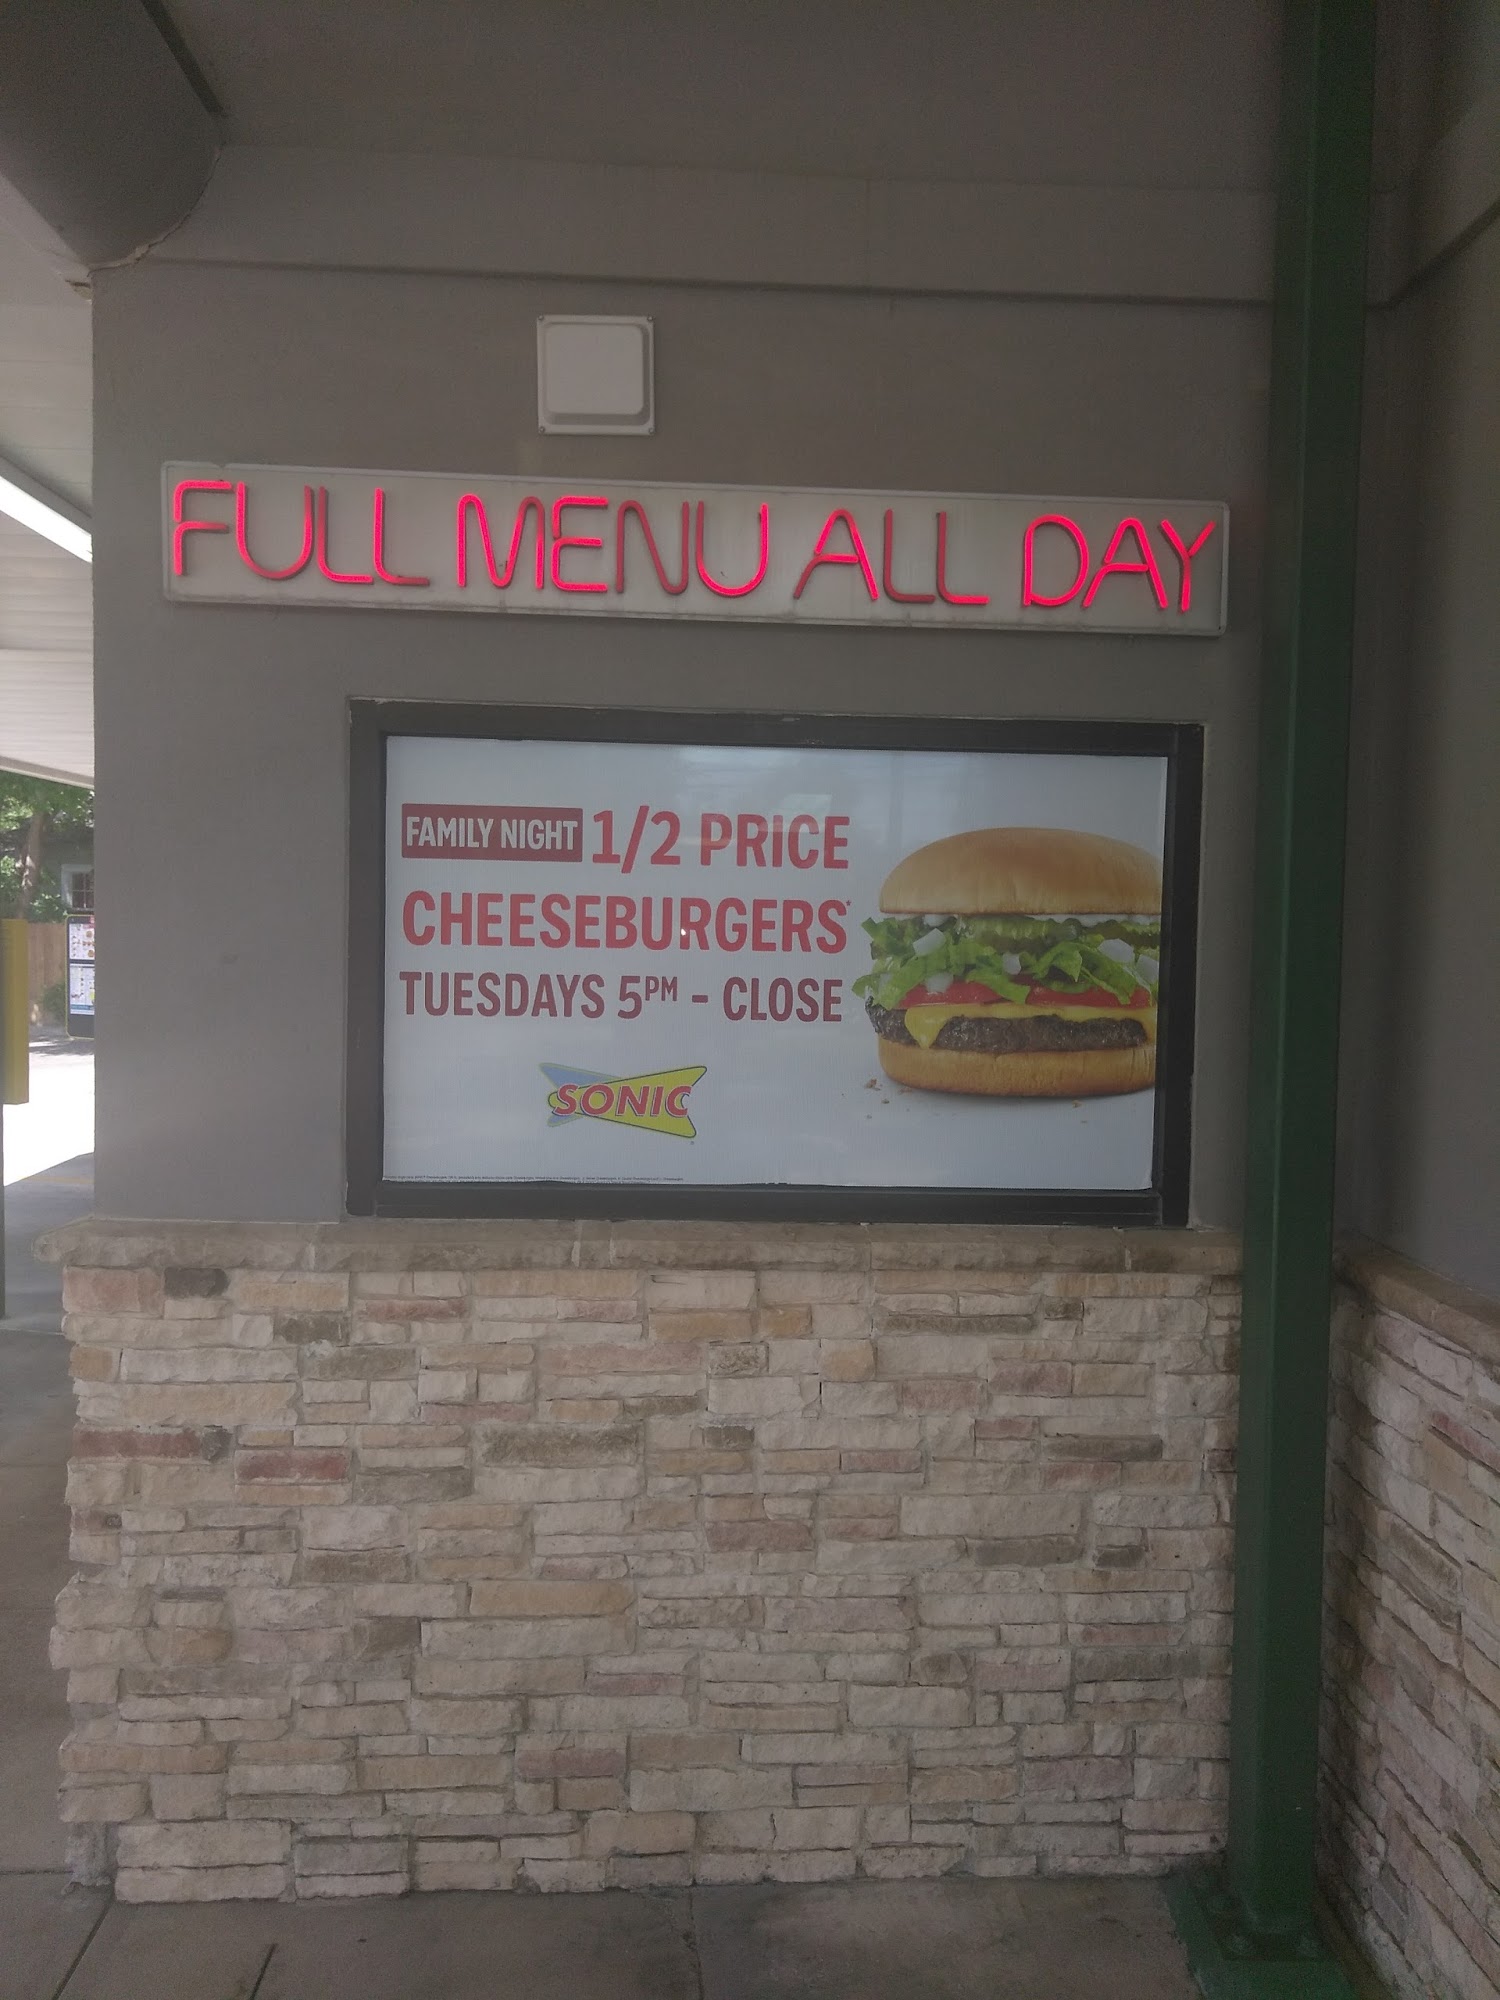 FULL MENU ALL DAY
FAMILY NIGHT 1/2 PRICE
CHEESEBURGERS*
TUESDAYS 5PM - CLOSE
SONIC